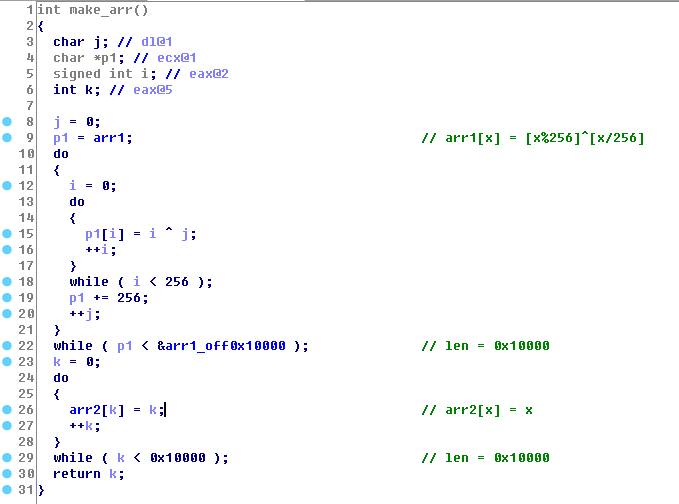 1 int make_arr()
2 {
3   char j; // dl@1
4   char *p1; // ecx@1
5   signed int i; // eax@2
6   int k; // eax@5
7
8   j = 0;
9   p1 = arr1; // arr1[x] = [x%256]^[x/256]
10   do
11   {
12     i = 0;
13     do
14     {
15       p1[i] = i ^ j;
16       ++i;
17     }
18     while ( i < 256 );
19     p1 += 256;
20     ++j;
21   }
22   while ( p1 < &arr1_off0x10000 ); // len = 0x10000
23   k = 0;
24   do
25   {
26     arr2[k] = k; // arr2[x] = x
27     ++k;
28   }
29   while ( k < 0x10000 ); // len = 0x10000
30   return k;
31 }